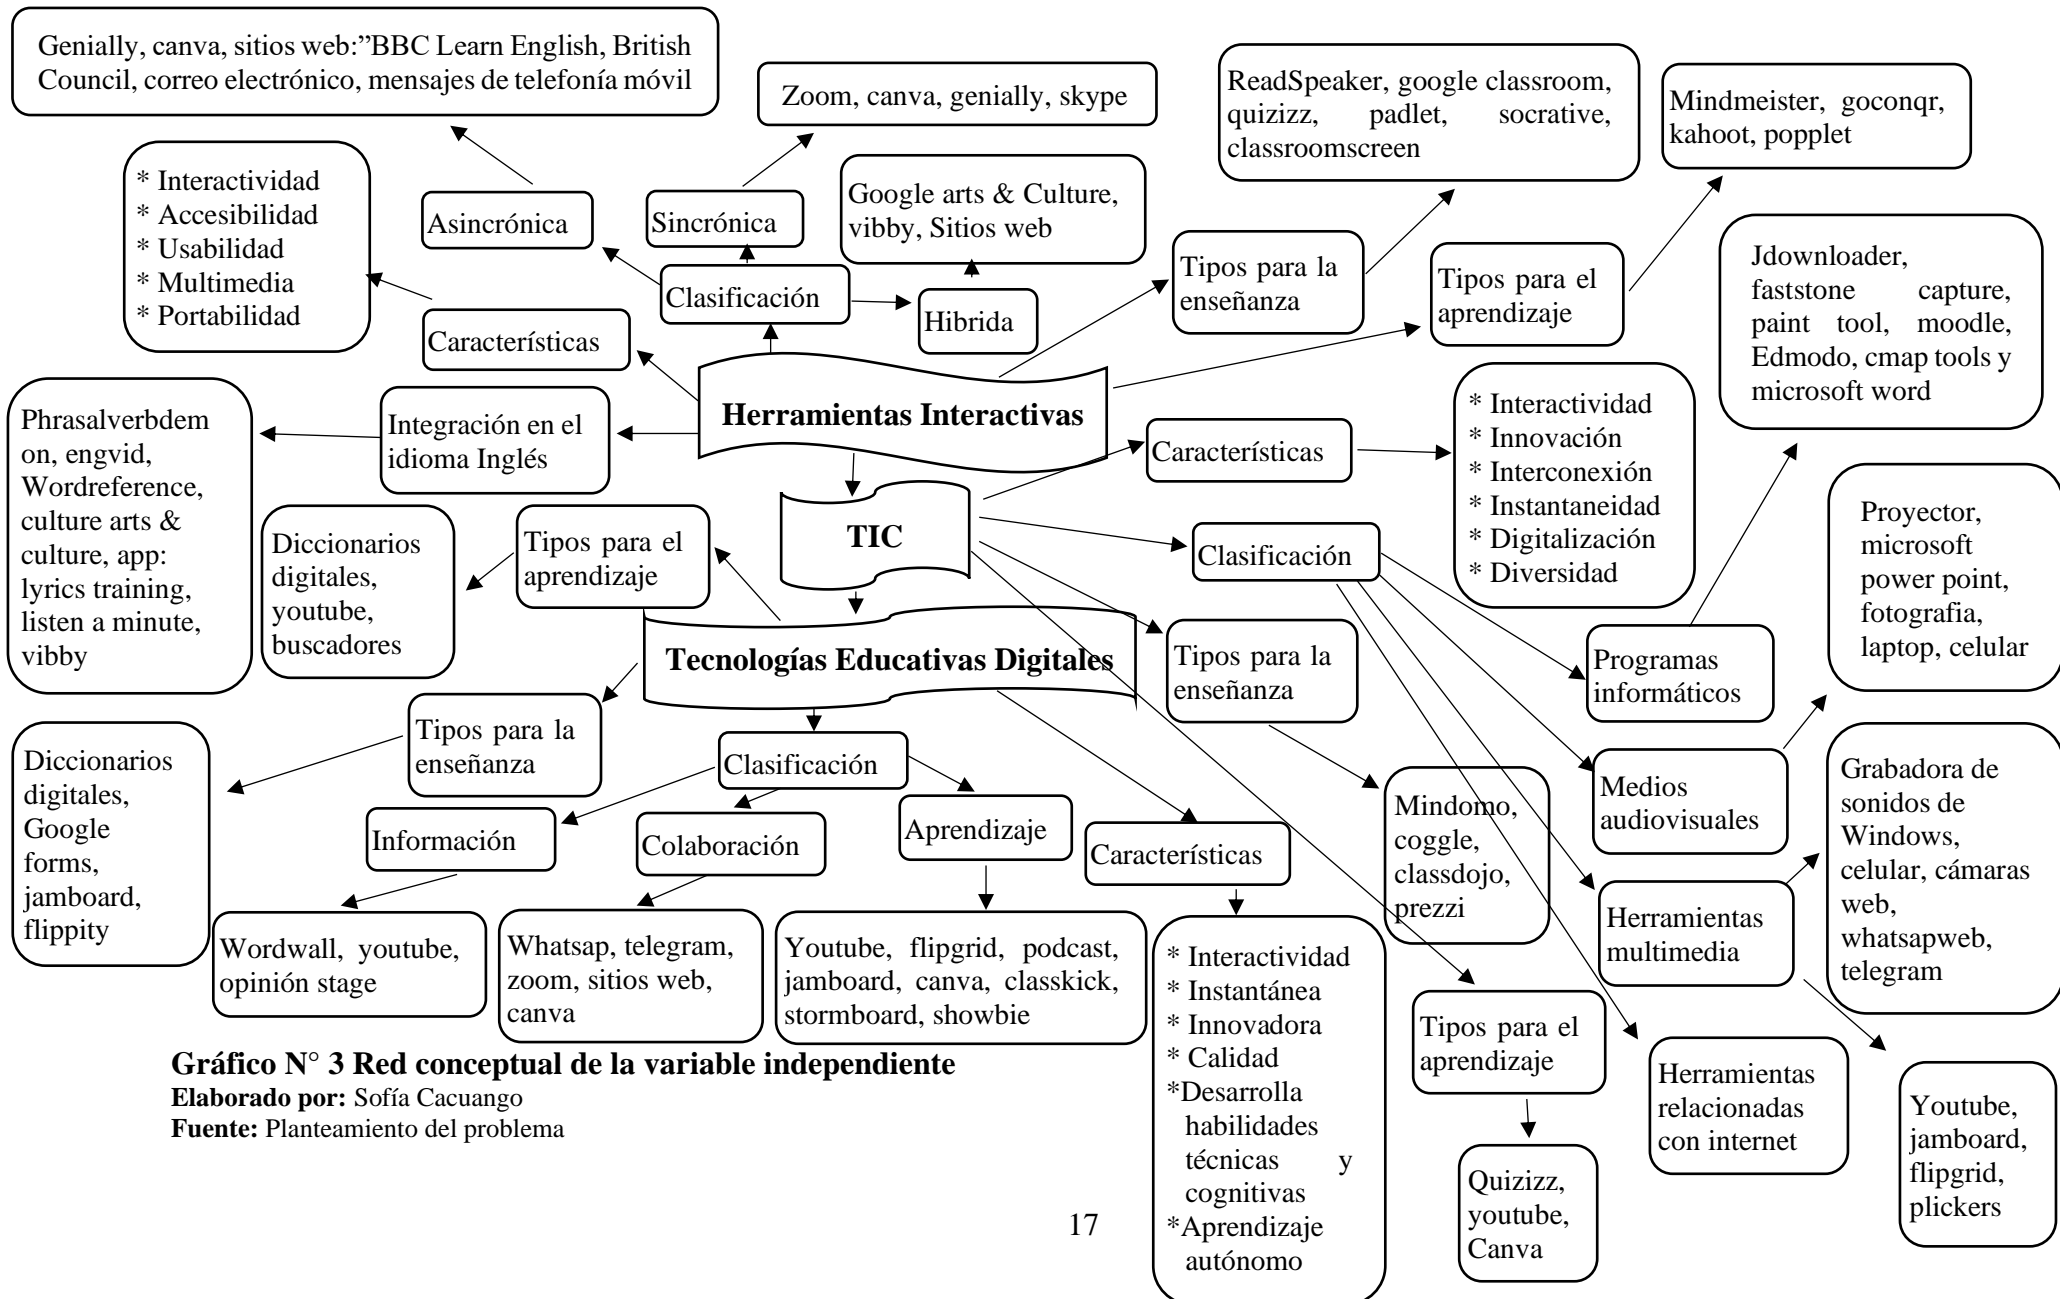 Genially, canva, sitios web:”BBC Learn English, British
Council, correo electrónico, mensajes de telefonía móvil
Zoom, canva, genially, skype
ReadSpeaker, google classroom,
quizizz, padlet, socrative,
classroomscreen
Mindmeister, goconqr,
kahoot, popplet
* Interactividad
* Accesibilidad
* Usabilidad
* Multimedia
* Portabilidad
Asincrónica
Sincrónica
Google arts & Culture,
vibby, Sitios web
Clasificación
Hibrida
Características
Tipos para la
enseñanza
Tipos para el
aprendizaje
Jdownloader,
faststone capture,
paint tool, moodle,
Edmodo, cmap tools y
microsoft word
Herramientas Interactivas
Integración en el
idioma Inglés
Phrasalverbdem
on, engvid,
Wordreference,
culture arts &
culture, app:
lyrics training,
listen a minute,
vibby
Características
* Interactividad
* Innovación
* Interconexión
* Instantaneidad
* Digitalización
* Diversidad
TIC
Clasificación
Diccionarios
digitales,
youtube,
buscadores
Tipos para el
aprendizaje
Proyector,
microsoft
power point,
fotografia,
laptop, celular
Tecnologías Educativas Digitales
Tipos para la
enseñanza
Programas
informáticos
Tipos para la
enseñanza
Clasificación
Diccionarios
digitales,
Google
forms,
jamboard,
flippity
Información
Colaboración
Aprendizaje
Características
Mindomo,
coggle,
classdojo,
prezzi
Medios
audiovisuales
Grabadora de
sonidos de
Windows,
celular, cámaras
web,
whatsapweb,
telegram
Herramientas
multimedia
Wordwall, youtube,
opinión stage
Whatsap, telegram,
zoom, sitios web,
canva
Youtube, flipgrid, podcast,
jamboard, canva, classkick,
stormboard, showbie
* Interactividad
* Instantánea
* Innovadora
* Calidad
*Desarrolla
habilidades
técnicas y
cognitivas
*Aprendizaje
autónomo
Tipos para el
aprendizaje
Herramientas
relacionadas
con internet
Youtube,
jamboard,
flipgrid,
plickers
Quizizz,
youtube,
Canva
Gráfico N° 3 Red conceptual de la variable independiente
Elaborado por: Sofía Cacuango
Fuente: Planteamiento del problema
17